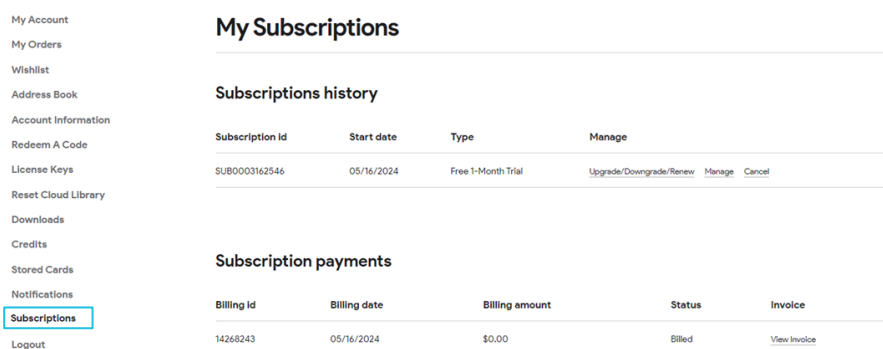 My Account
My Orders
Wishlist
Address Book
Account Information
Redeem A Code
License Keys
Reset Cloud Library
Downloads
Credits
Stored Cards
Notifications
Subscriptions
Logout
My Subscriptions
Subscriptions history
Subscription id Start date Type Manage
SUB0003162546 05/16/2024 Free 1-Month Trial Upgrade/Downgrade/Renew Manage Cancel
Subscription payments
Billing Id Billing date Billing amount Status Invoice
14268243 05/16/2024 $0.00 Billed View Invoice